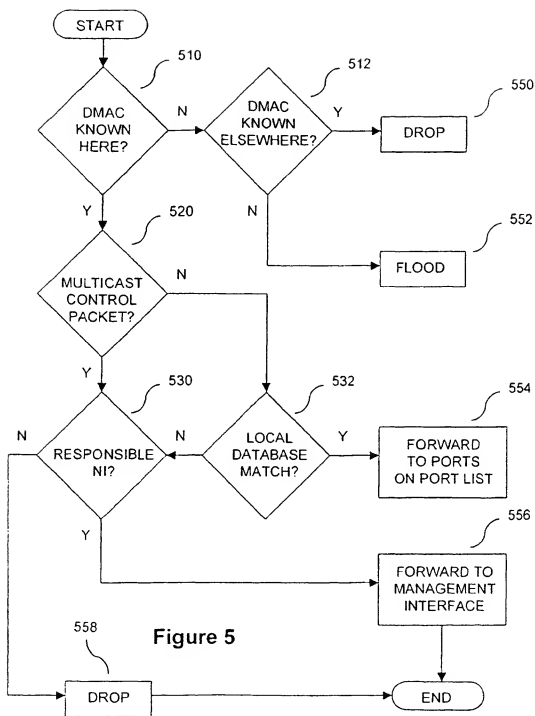 START
510
512
DMAC
KNOWN
HERE?
N
DMAC
KNOWN
ELSEWHERE?
Y
550
DROP
Y
N
520
552
FLOOD
MULTICAST
CONTROL
PACKET?
N
Y
530
532
554
N
RESPONSIBLE
NI?
N
LOCAL
DATABASE
MATCH?
Y
FORWARD
TO PORTS
ON PORT LIST
Y
556
FORWARD TO
MANAGEMENT
INTERFACE
Figure 5
558
DROP
END